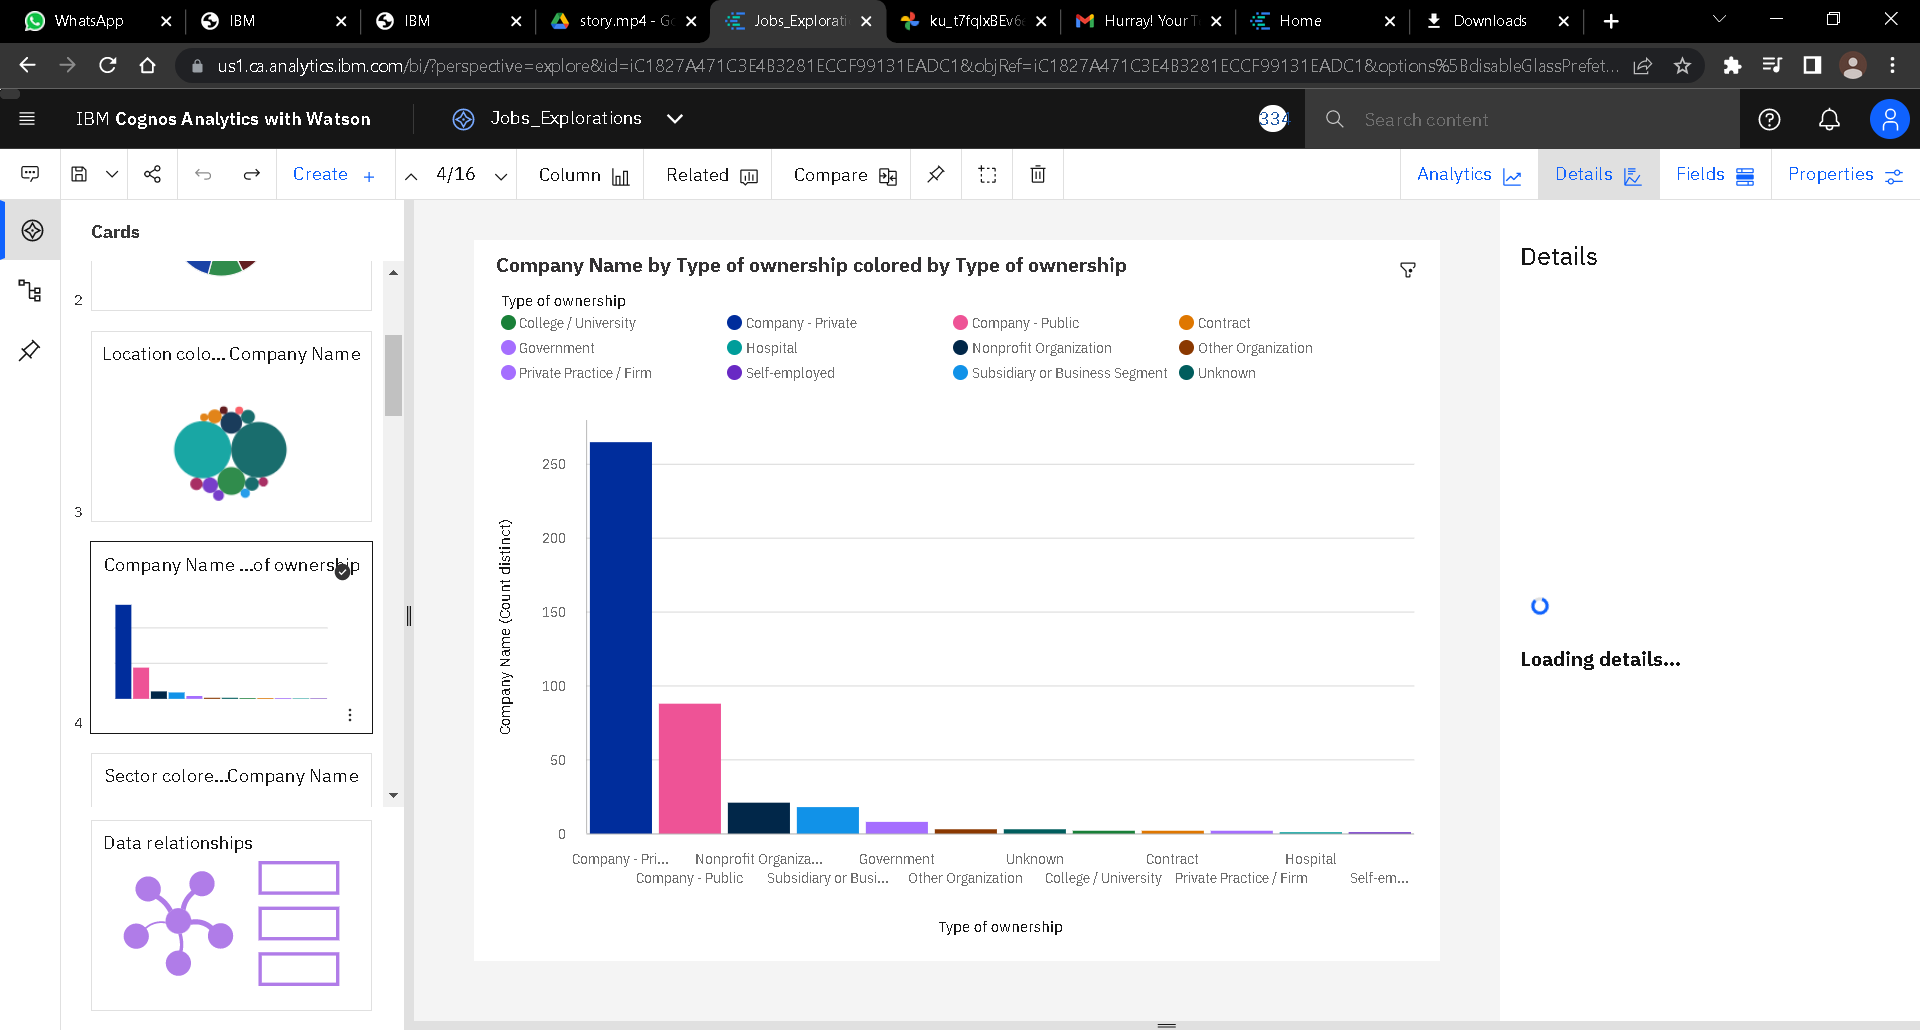 WhatsApp
IBM
IBM
story.mp4 - Go
Jobs_Explorati
ku_t7fqIxBEv6
Hurray! Your T
Home
Downloads
us1.ca.analytics.ibm.com/bi/?perspective=explore&id=iC1827A471C3E4B3281ECCF99131EADC1&objRef=iC1827A471C3E4B3281ECCF99131EADC1&options%5BdisableGlassPrefet...
IBM Cognos Analytics with Watson
Jobs_Explorations
334
Search content
Create +
4/16
Column
Related
Compare
Analytics
Details
Fields
Properties
Cards
2
Location colo... Company Name
3
Company Name ...of ownership
4
Sector colore...Company Name
Data relationships
Company Name by Type of ownership colored by Type of ownership
Type of ownership
College / University
Company - Private
Company - Public
Contract
Government
Hospital
Nonprofit Organization
Other Organization
Private Practice / Firm
Self-employed
Subsidiary or Business Segment
Unknown
Company Name (Count distinct)
250
200
150
100
50
0
Company - Pri...
Nonprofit Organiza...
Government
Unknown
Contract
Hospital
Company - Public
Subsidiary or Busi...
Other Organization
College / University
Private Practice / Firm
Self-em...
Type of ownership
Details
Loading details...